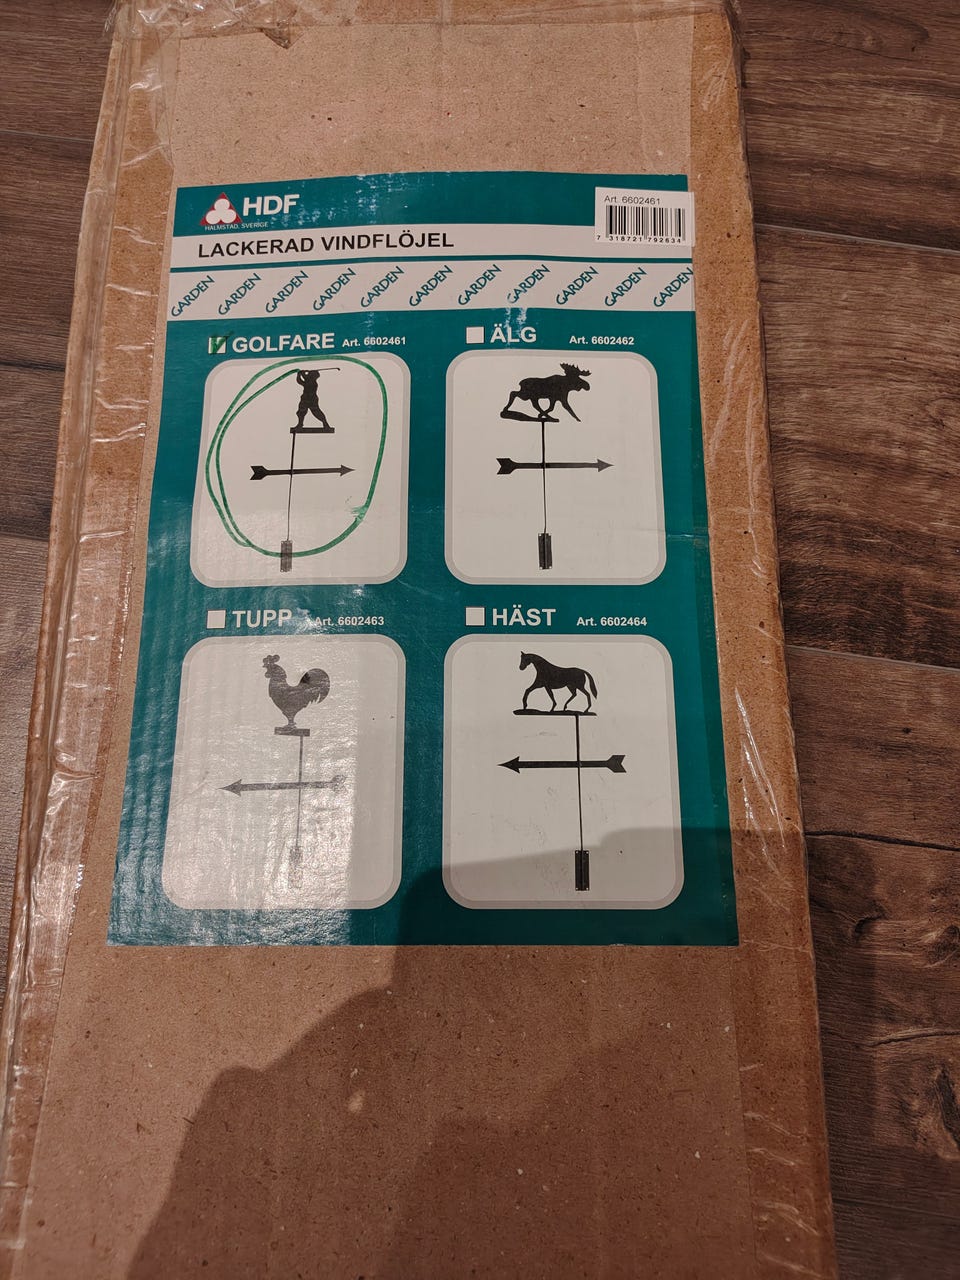 HDF
HALMSTAD, SVERIGE
Art. 6602461
7 318721 792634
LACKERAD VINDFLÖJEL
GARDEN GARDEN GARDEN GARDEN GARDEN GARDEN GARDEN GARDEN GARDEN GARDEN GARDEN
GOLFARE Art. 6602461
ÄLG Art. 6602462
TUPP Art. 6602463
HÄST Art. 6602464